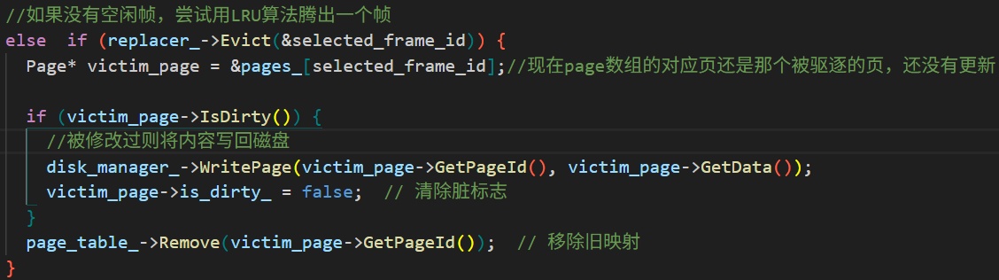 //如果没有空闲帧，尝试用LRU算法腾出一个帧
else  if (replacer_->Evict(&selected_frame_id)) {
  Page* victim_page = &pages_[selected_frame_id];//现在page数组的对应页还是那个被驱逐的页，还没有更新
  if (victim_page->IsDirty()) {
    //被修改过则将内容写回磁盘
    disk_manager_->WritePage(victim_page->GetPageId(), victim_page->GetData());
    victim_page->is_dirty_ = false;  // 清除脏标志
  }
  page_table_->Remove(victim_page->GetPageId());  // 移除旧映射
}